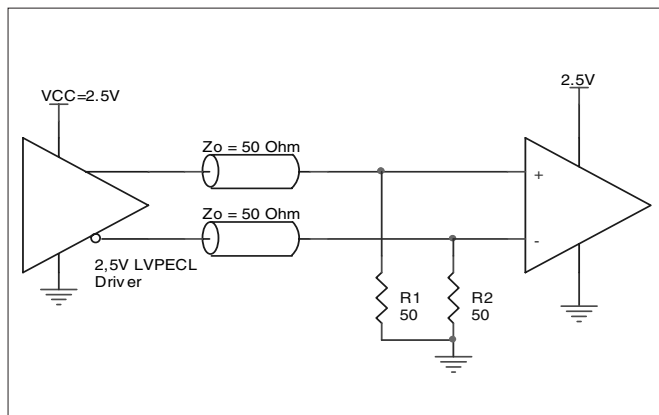 VCC=2.5V
2.5V
Zo = 50 Ohm
+
Zo = 50 Ohm
-
2,5V LVPECL
Driver
R1
50
R2
50